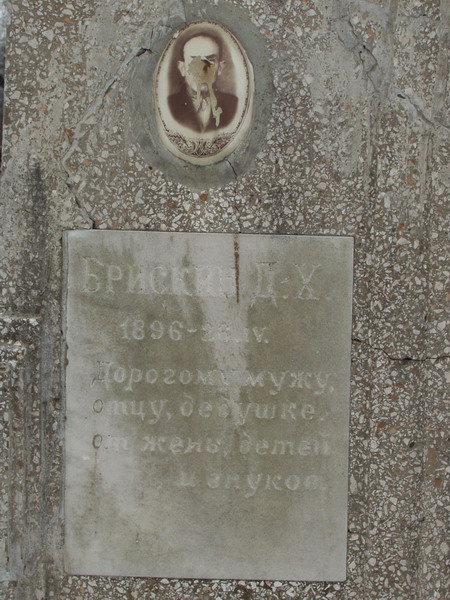 БРИСКИН Д.Х.
1896-
Дорогому мужу,
отцу, дедушке.
от жены, детей
и внуков